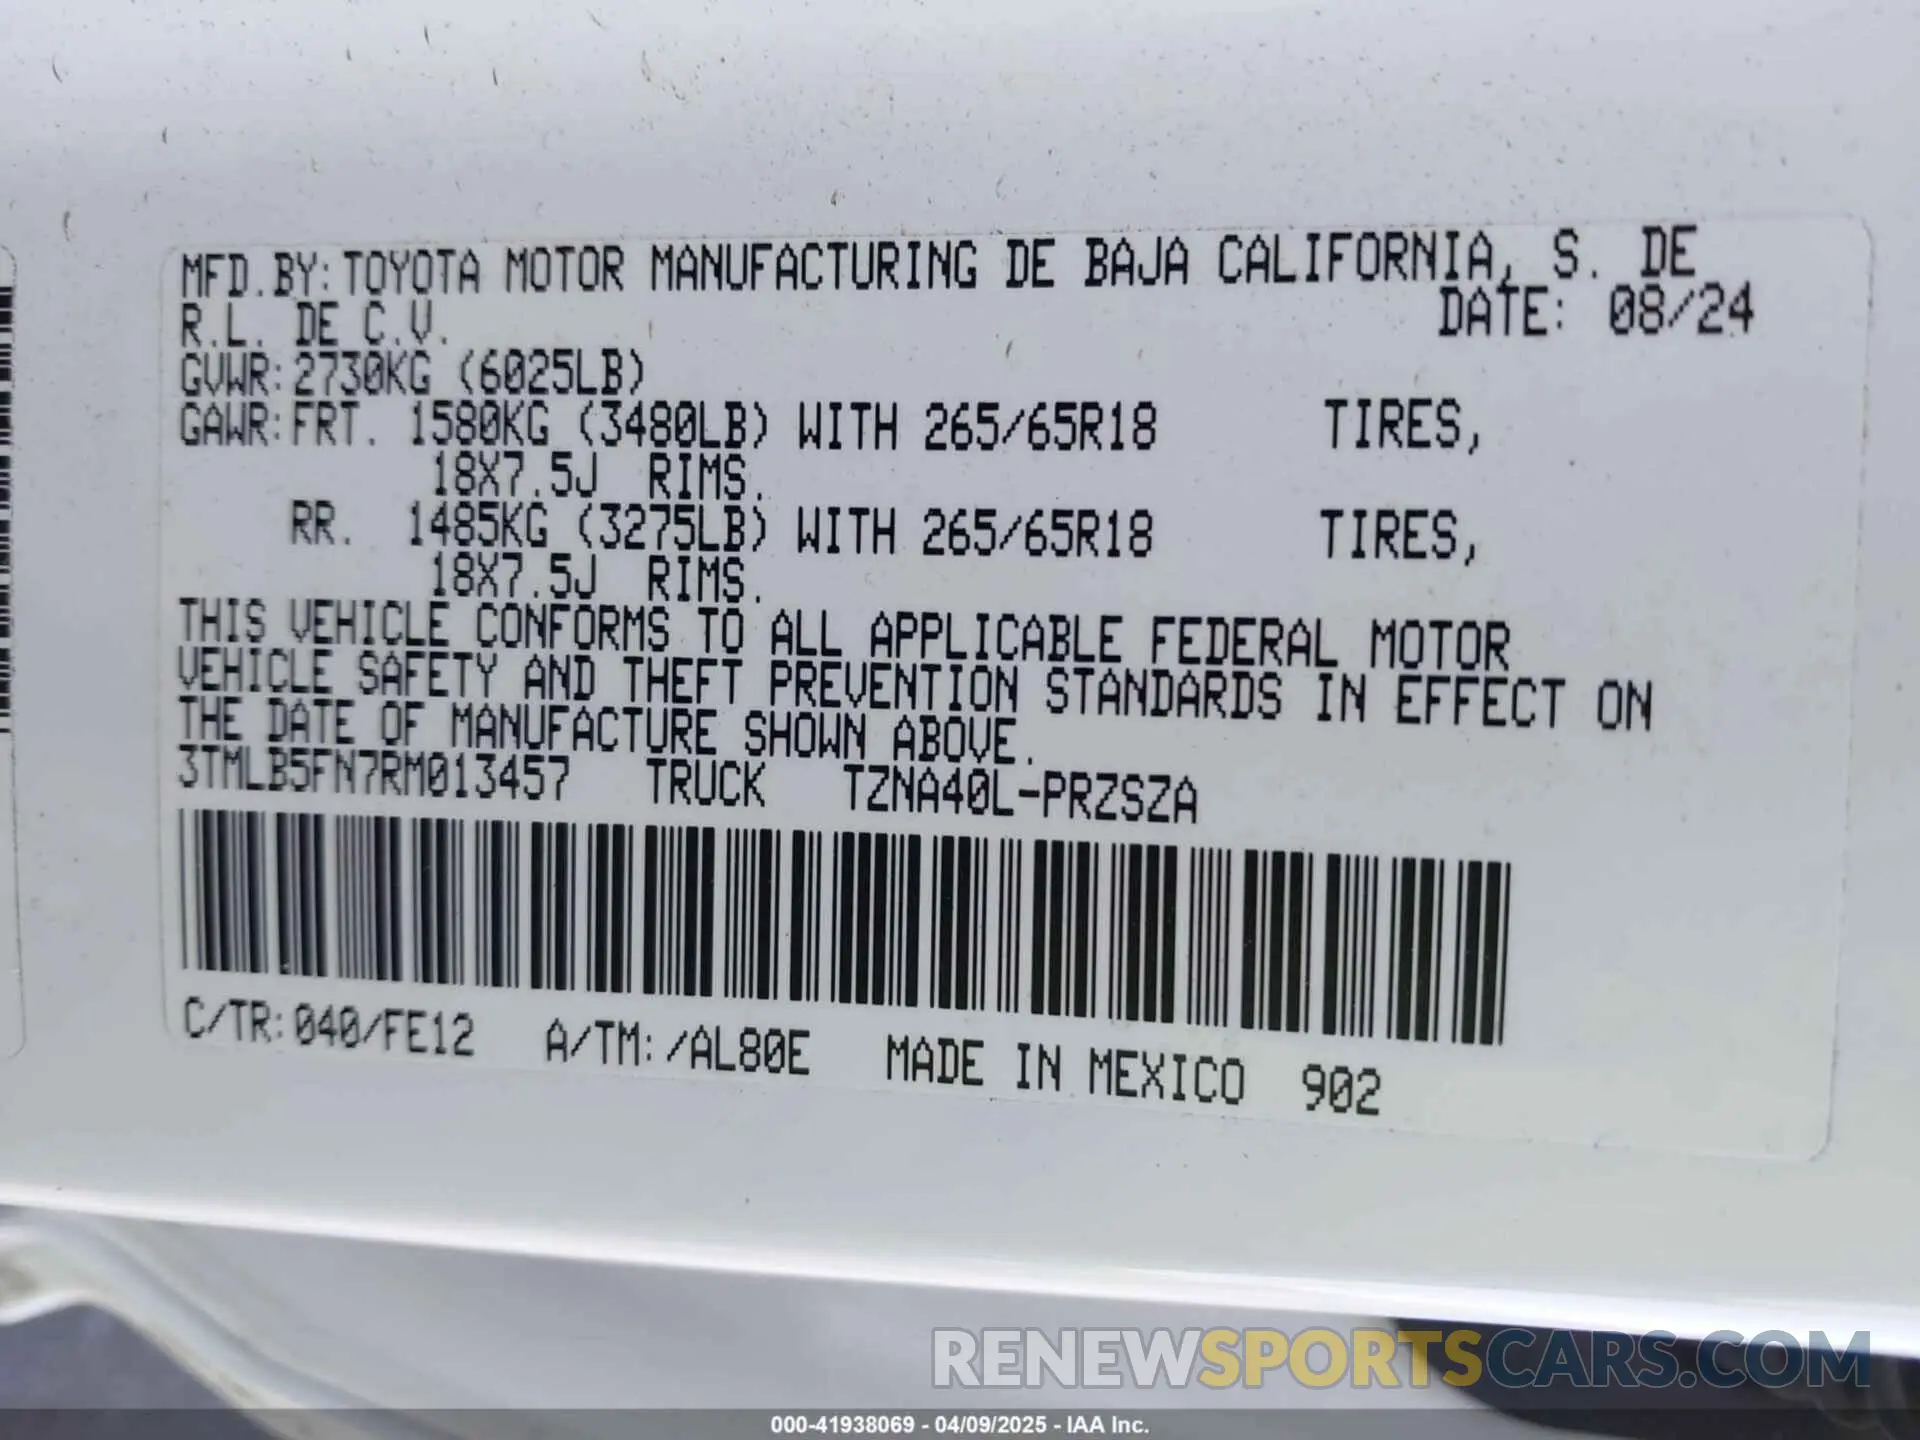 MFD.BY:TOYOTA MOTOR MANUFACTURING DE BAJA CALIFORNIA, S. DE
R.L. DE C.V. DATE: 08/24
GVWR:2730KG (6025LB)
GAWR:FRT. 1580KG (3480LB) WITH 265/65R18 TIRES,
18X7.5J RIMS.
RR. 1485KG (3275LB) WITH 265/65R18 TIRES,
18X7.5J RIMS.
THIS VEHICLE CONFORMS TO ALL APPLICABLE FEDERAL MOTOR
VEHICLE SAFETY AND THEFT PREVENTION STANDARDS IN EFFECT ON
THE DATE OF MANUFACTURE SHOWN ABOVE.
3TMLB5FN7RM013457 TRUCK TZNA40L-PRZSZA
C/TR:040/FE12 A/TM:/AL80E MADE IN MEXICO 902
RENEWSPORTSCARS.COM
000-41938069 - 04/09/2025 - IAA Inc.